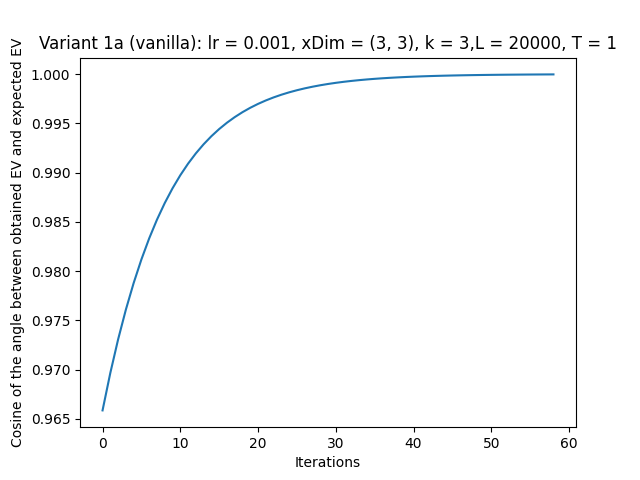 Variant 1a (vanilla): lr = 0.001, xDim = (3, 3), k = 3,L = 20000, T = 1
Cosine of the angle between obtained EV and expected EV
1.000
0.995
0.990
0.985
0.980
0.975
0.970
0.965
0 10 20 30 40 50 60
Iterations